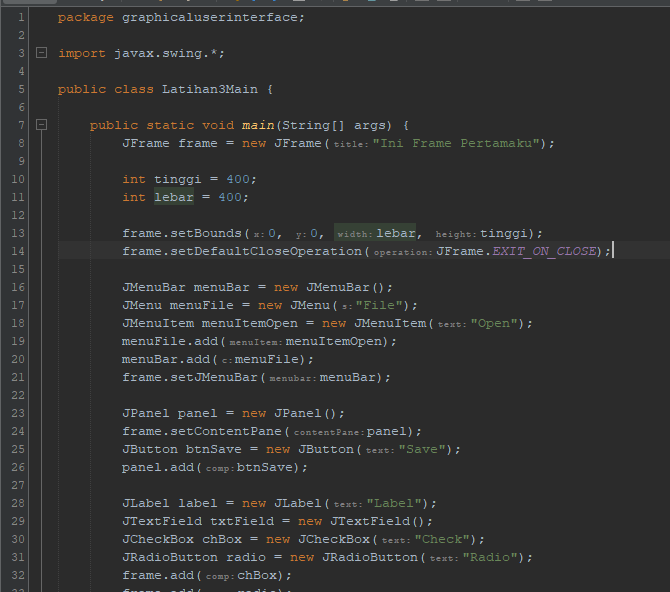 1 package graphicaluserinterface;
2
3 import javax.swing.*;
4
5 public class Latihan3Main {
6
7 public static void main(String[] args) {
8 JFrame frame = new JFrame( title: "Ini Frame Pertamaku");
9
10 int tinggi = 400;
11 int lebar = 400;
12
13 frame.setBounds( x: 0, y: 0, width: lebar, height: tinggi);
14 frame.setDefaultCloseOperation( operation: JFrame.EXIT_ON_CLOSE);
15
16 JMenuBar menuBar = new JMenuBar();
17 JMenu menuFile = new JMenu( s: "File");
18 JMenuItem menuItemOpen = new JMenuItem( text: "Open");
19 menuFile.add( menuItem: menuItemOpen);
20 menuBar.add( c: menuFile);
21 frame.setJMenuBar( menubar: menuBar);
22
23 JPanel panel = new JPanel();
24 frame.setContentPane( contentPane: panel);
25 JButton btnSave = new JButton( text: "Save");
26 panel.add( comp: btnSave);
27
28 JLabel label = new JLabel( text: "Label");
29 JTextField txtField = new JTextField();
30 JCheckBox chBox = new JCheckBox( text: "Check");
31 JRadioButton radio = new JRadioButton( text: "Radio");
32 frame.add( comp: chBox);